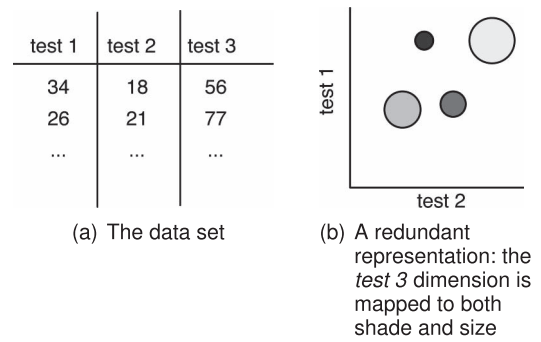 test 1 test 2 test 3
34 18 56
26 21 77
... ... ...
(a) The data set
test 1
test 2
(b) A redundant
representation: the
test 3 dimension is
mapped to both
shade and size